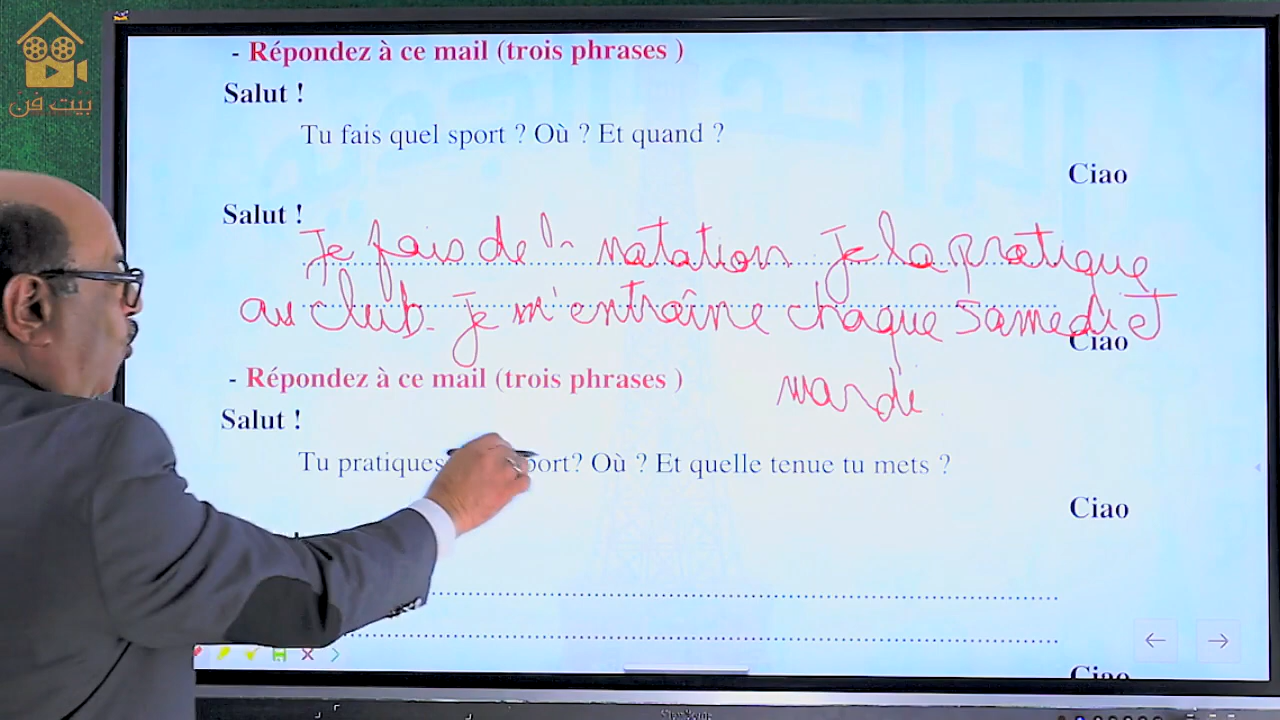 بيت فن
- Répondez à ce mail (trois phrases )
Salut !
Tu fais quel sport ? Où ? Et quand ?
Ciao
Salut !
Je fais de la natation Je la pratique
au club. Je m'entraîne chaque samedi et
Ciao
mardi
- Répondez à ce mail (trois phrases )
Salut !
Tu pratiques sport? Où ? Et quelle tenue tu mets ?
Ciao
Ciao